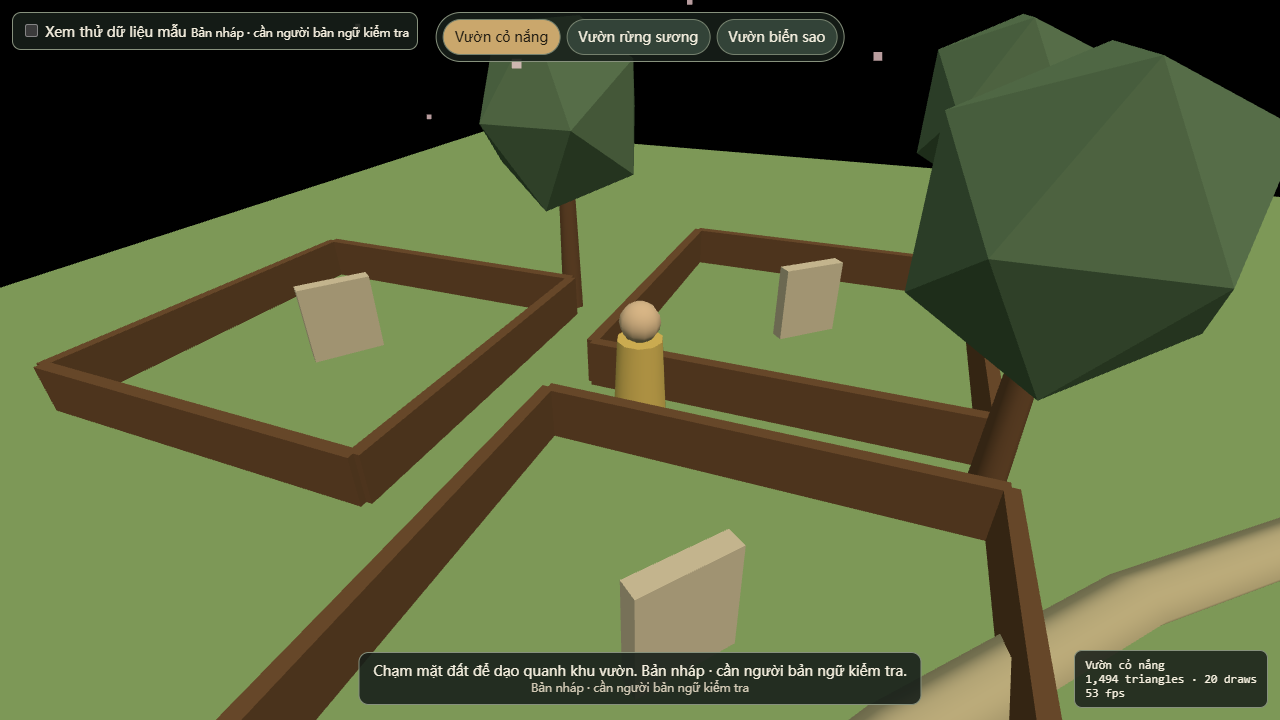 Xem thử dữ liệu mẫu Bản nháp · cần người bản ngữ kiểm tra
Vườn cỏ nắng
Vườn rừng sương
Vườn biển sao
Chạm mặt đất để dạo quanh khu vườn. Bản nháp · cần người bản ngữ kiểm tra.
Bản nháp · cần người bản ngữ kiểm tra
Vườn cỏ nắng
1,494 triangles · 20 draws
53 fps